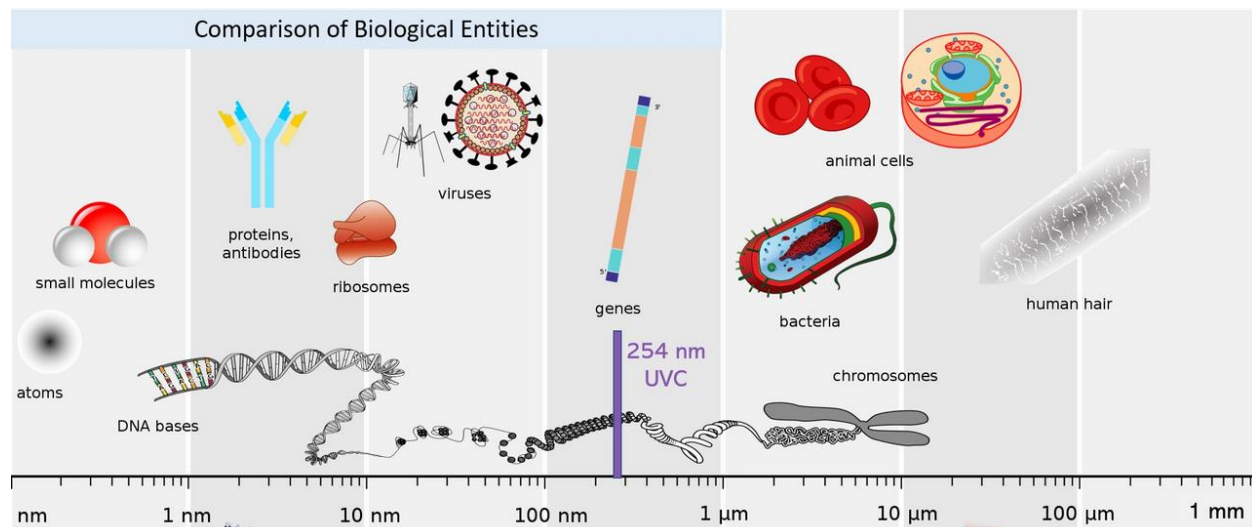 Comparison of Biological Entities
animal cells
viruses
3'
proteins,
antibodies
small molecules
ribosomes
5'
genes
human hair
bacteria
254 nm
UVC
chromosomes
atoms
DNA bases
nm
1 nm
10 nm
100 nm
1 µm
10 µm
100 µm
1 mm